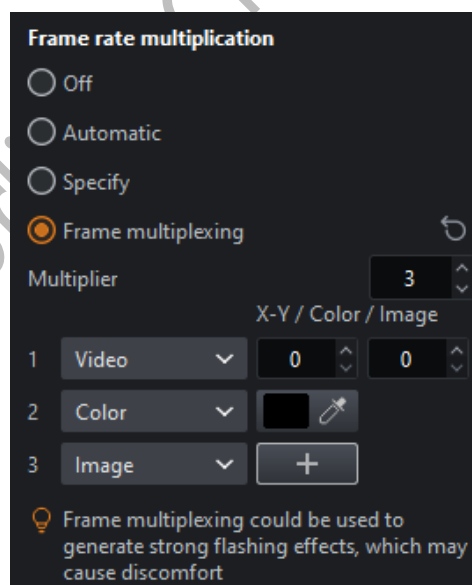 Frame rate multiplication
Off
Automatic
Specify
Frame multiplexing
Multiplier 3
X-Y / Color / Image
1 Video 0 0
2 Color
3 Image +
Frame multiplexing could be used to
generate strong flashing effects, which may
cause discomfort